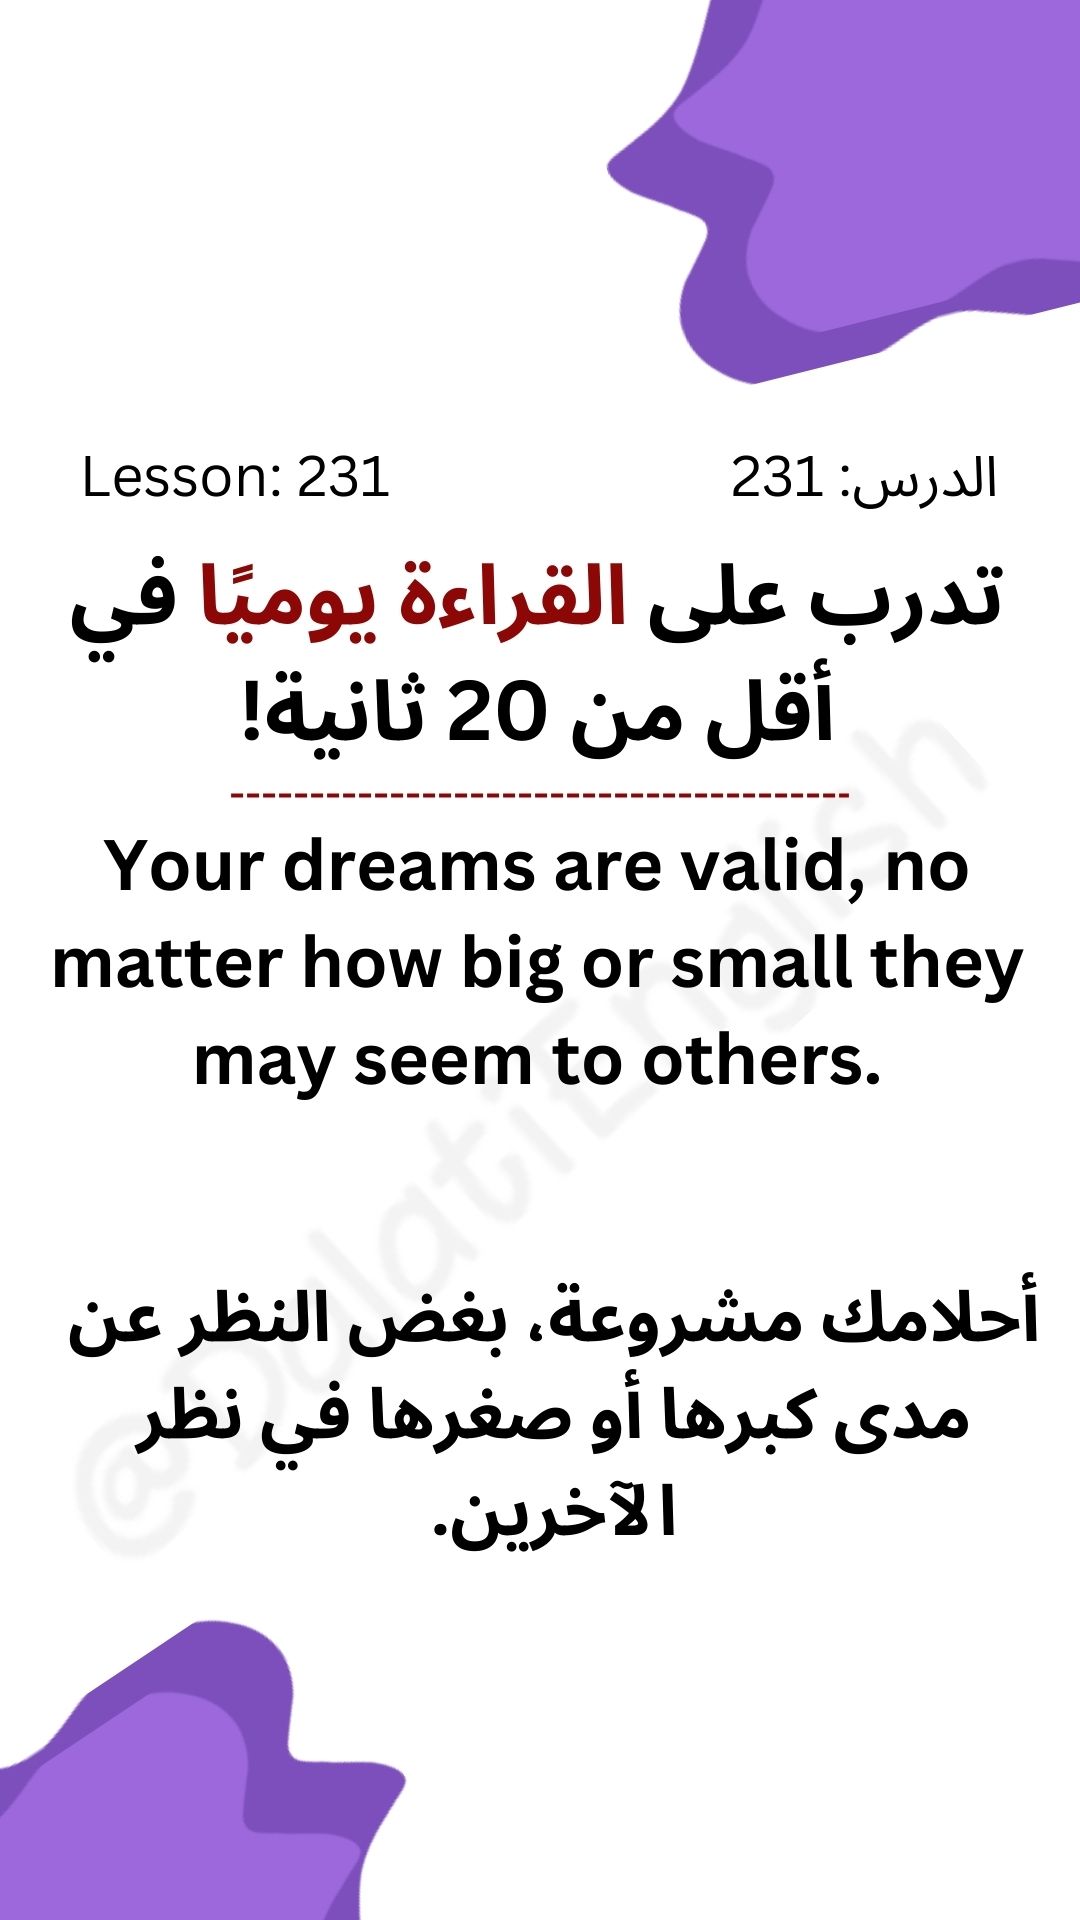 Lesson: 231
الدرس: 231
تدرب على القراءة يوميًا في
أقل من 20 ثانية!
---------------------------------------
Your dreams are valid, no
matter how big or small they
may seem to others.
أحلامك مشروعة، بغض النظر عن
مدى كبرها أو صغرها في نظر
الآخرين.
@DulatiEnglish